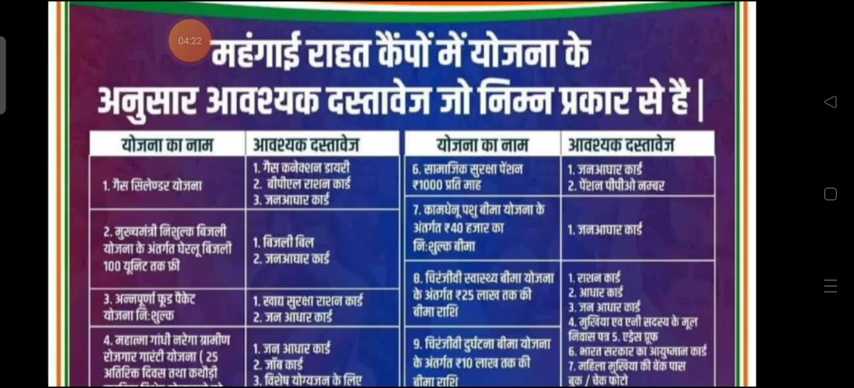 04:22
महंगाई राहत कैंपों में योजना के
अनुसार आवश्यक दस्तावेज जो निम्न प्रकार से है|
योजना का नाम
आवश्यक दस्तावेज
1. गैस सिलेण्डर योजना
1. गैस कनेक्शन डायरी
2. बीपीएल राशन कार्ड
3. जनआधार कार्ड
2. मुख्यमंत्री निशुल्क बिजली
योजना के अंतर्गत घेरलू बिजली
100 यूनिट तक फ्री
1. बिजली बिल
2. जनआधार कार्ड
3. अन्नपूर्णा फूड पैकेट
योजना नि:शुल्क
1. खाद्य सुरक्षा राशन कार्ड
2. जन आधार कार्ड
4. महात्मा गांधी नरेगा ग्रामीण
रोजगार गारंटी योजना ( 25
अतिरिक्त दिवस तथा कथौड़ी
1. जन आधार कार्ड
2. जॉब कार्ड
3. विशेष योग्यजन के लिए
योजना का नाम
आवश्यक दस्तावेज
6. सामाजिक सुरक्षा पेंशन
₹1000 प्रति माह
1. जनआधार कार्ड
2. पेंशन पीपीओ नम्बर
7. कामधेनू पशु बीमा योजना के
अंतर्गत ₹40 हजार का
नि:शुल्क बीमा
1. जनआधार कार्ड
8. चिरंजीवी स्वास्थ्य बीमा योजना
के अंतर्गत ₹25 लाख तक की
बीमा राशि
1. राशन कार्ड
2. आधार कार्ड
3. जन आधार कार्ड
4. मुखिया एव एनी सदस्य के मूल
निवास पत्र 5. एड्रेस प्रूफ
6. भारत सरकार का आयुष्मान कार्ड
7. महिला मुखिया की बैंक पास
बुक / चेक फोटो
9. चिरंजीवी दुर्घटना बीमा योजना
के अंतर्गत ₹10 लाख तक की
बीमा राशि